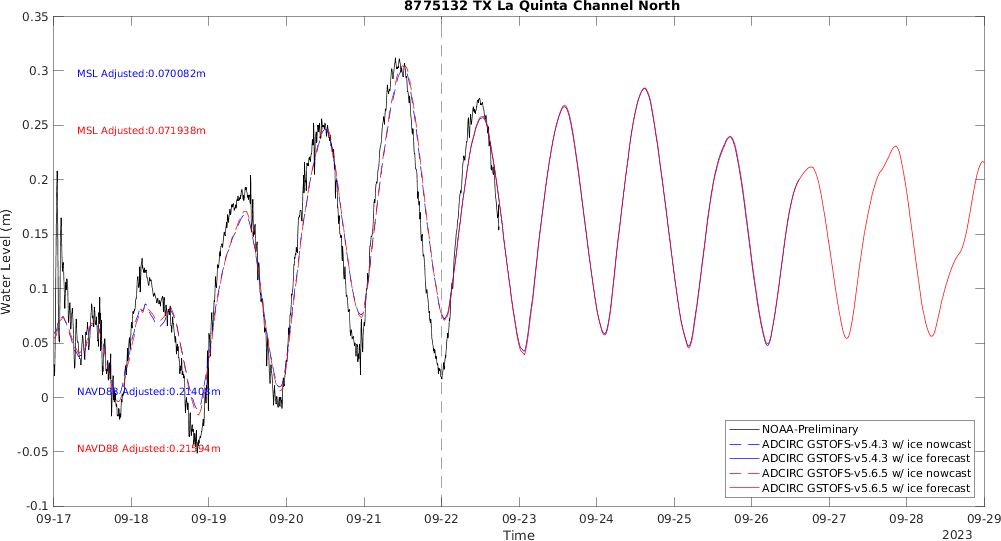 8775132 TX La Quinta Channel North
0.35
0.3
0.25
0.2
0.15
0.1
0.05
0
-0.05
-0.1
Water Level (m)
MSL Adjusted:0.070082m
MSL Adjusted:0.071938m
NAVD88 Adjusted:0.21408m
NAVD88 Adjusted:0.21594m
NOAA-Preliminary
ADCIRC GSTOFS-v5.4.3 w/ ice nowcast
ADCIRC GSTOFS-v5.4.3 w/ ice forecast
ADCIRC GSTOFS-v5.6.5 w/ ice nowcast
ADCIRC GSTOFS-v5.6.5 w/ ice forecast
09-17 09-18 09-19 09-20 09-21 09-22 09-23 09-24 09-25 09-26 09-27 09-28 09-29
Time
2023